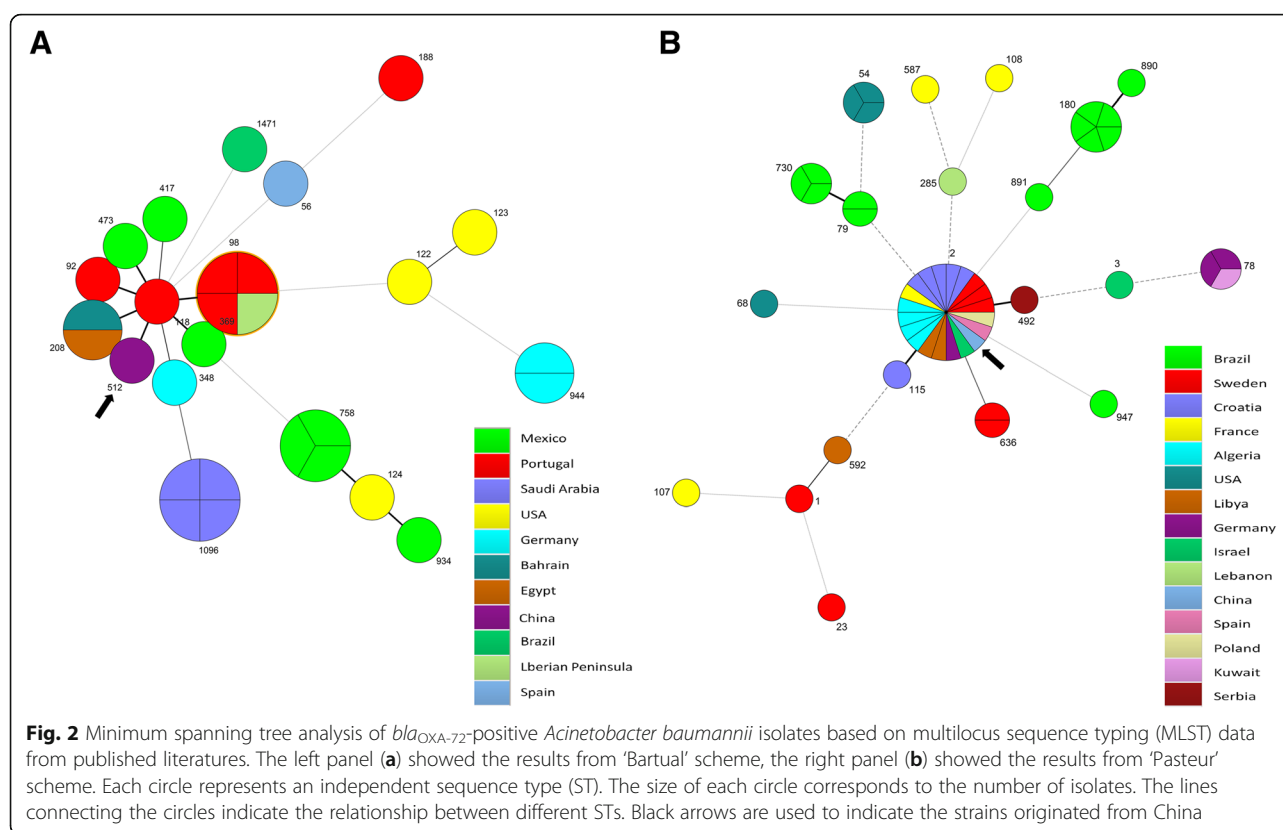 A
188
1471
56
417
473
98
92
118
366
208
512
348
348
123
122
944
758
124
934
1096
Mexico
Portugal
Saudi Arabia
USA
Germany
Bahrain
Egypt
China
Brazil
Lberian Peninsula
Spain
B
54
587
108
890
180
730
285
891
79
2
3
78
68
492
115
636
947
592
107
1
23
Brazil
Sweden
Croatia
France
Algeria
USA
Libya
Germany
Israel
Lebanon
China
Spain
Poland
Kuwait
Serbia
Fig. 2 Minimum spanning tree analysis of blaOXA-72-positive Acinetobacter baumannii isolates based on multilocus sequence typing (MLST) data
from published literatures. The left panel (a) showed the results from ‘Bartual’ scheme, the right panel (b) showed the results from ‘Pasteur’
scheme. Each circle represents an independent sequence type (ST). The size of each circle corresponds to the number of isolates. The lines
connecting the circles indicate the relationship between different STs. Black arrows are used to indicate the strains originated from China